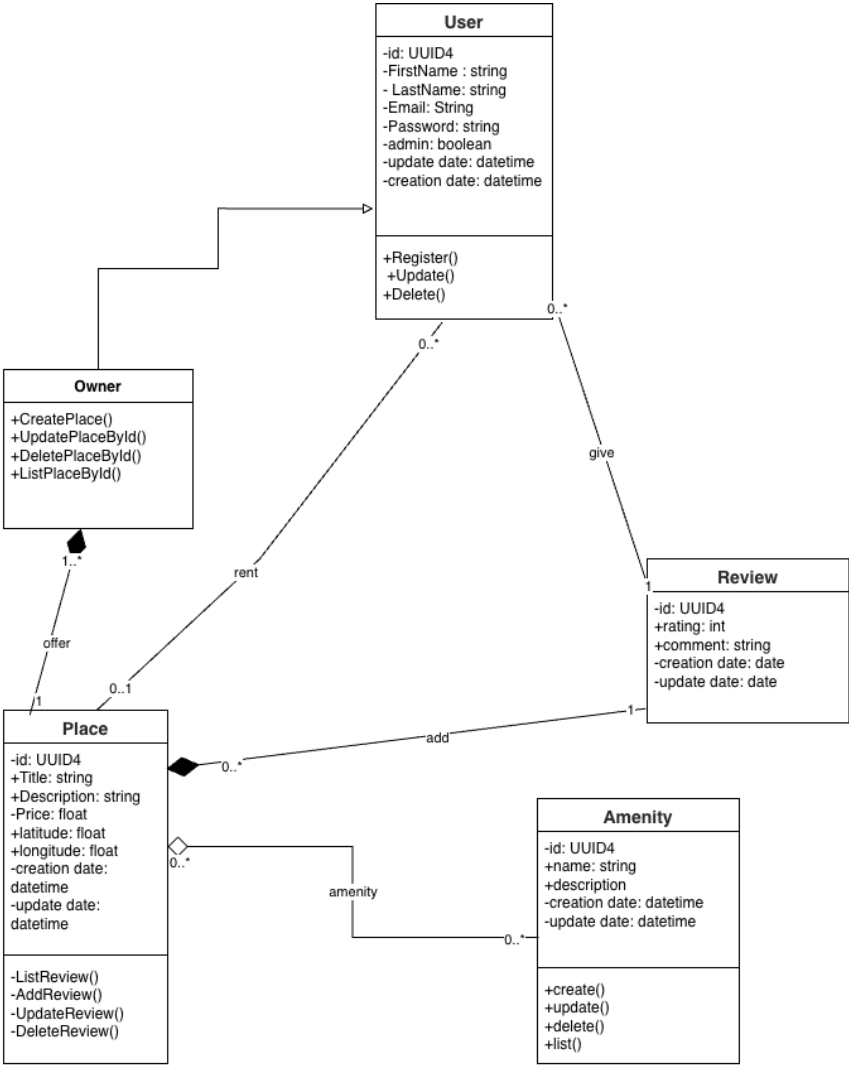 User
-id: UUID4
-FirstName : string
- LastName: string
-Email: String
-Password: string
-admin: boolean
-update date: datetime
-creation date: datetime
+Register()
+Update()
+Delete()
0..*
0..*
Owner
+CreatePlace()
+UpdatePlaceById()
+DeletePlaceById()
+ListPlaceById()
give
1..*
rent
offer
1
Review
-id: UUID4
+rating: int
+comment: string
-creation date: date
-update date: date
0..1
1
1
Place
-id: UUID4
+Title: string
+Description: string
-Price: float
+latitude: float
+longitude: float
-creation date:
datetime
-update date:
datetime
-ListReview()
-AddReview()
-UpdateReview()
-DeleteReview()
add
0..*
0..*
amenity
0..*
Amenity
-id: UUID4
+name: string
+description
-creation date: datetime
-update date: datetime
+create()
+update()
+delete()
+list()